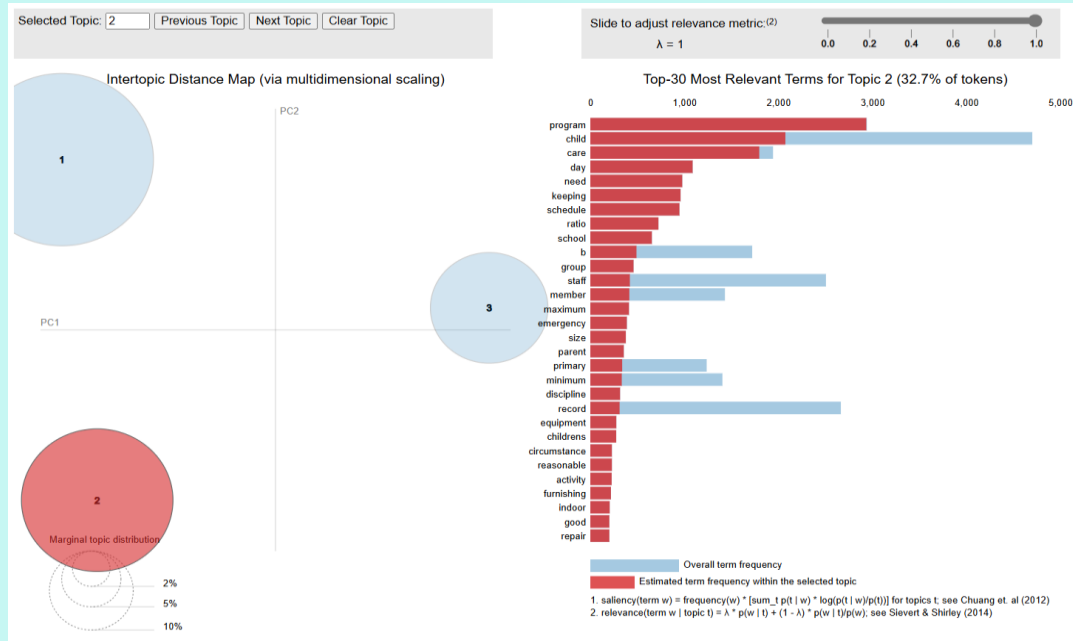 Selected Topic: 2 Previous Topic Next Topic Clear Topic
Slide to adjust relevance metric:(2)
λ = 1
0.0 0.2 0.4 0.6 0.8 1.0
Intertopic Distance Map (via multidimensional scaling)
PC2
PC1
1
3
2
Marginal topic distribution
2%
5%
10%
Top-30 Most Relevant Terms for Topic 2 (32.7% of tokens)
0 1,000 2,000 3,000 4,000 5,000
program
child
care
day
need
keeping
schedule
ratio
school
b
group
staff
member
maximum
emergency
size
parent
primary
minimum
discipline
record
equipment
childrens
circumstance
reasonable
activity
furnishing
indoor
good
repair
Overall term frequency
Estimated term frequency within the selected topic
1. saliency(term w) = frequency(w) * [sum_t p(t | w) * log(p(t | w)/p(t))] for topics t; see Chuang et. al (2012)
2. relevance(term w | topic t) = λ * p(w | t) + (1 - λ) * p(w | t)/p(w); see Sievert & Shirley (2014)